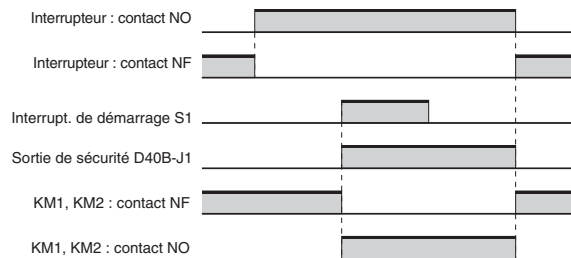 Interrupteur : contact NO
Interrupteur : contact NF
Interrupt. de démarrage S1
Sortie de sécurité D40B-J1
KM1, KM2 : contact NF
KM1, KM2 : contact NO